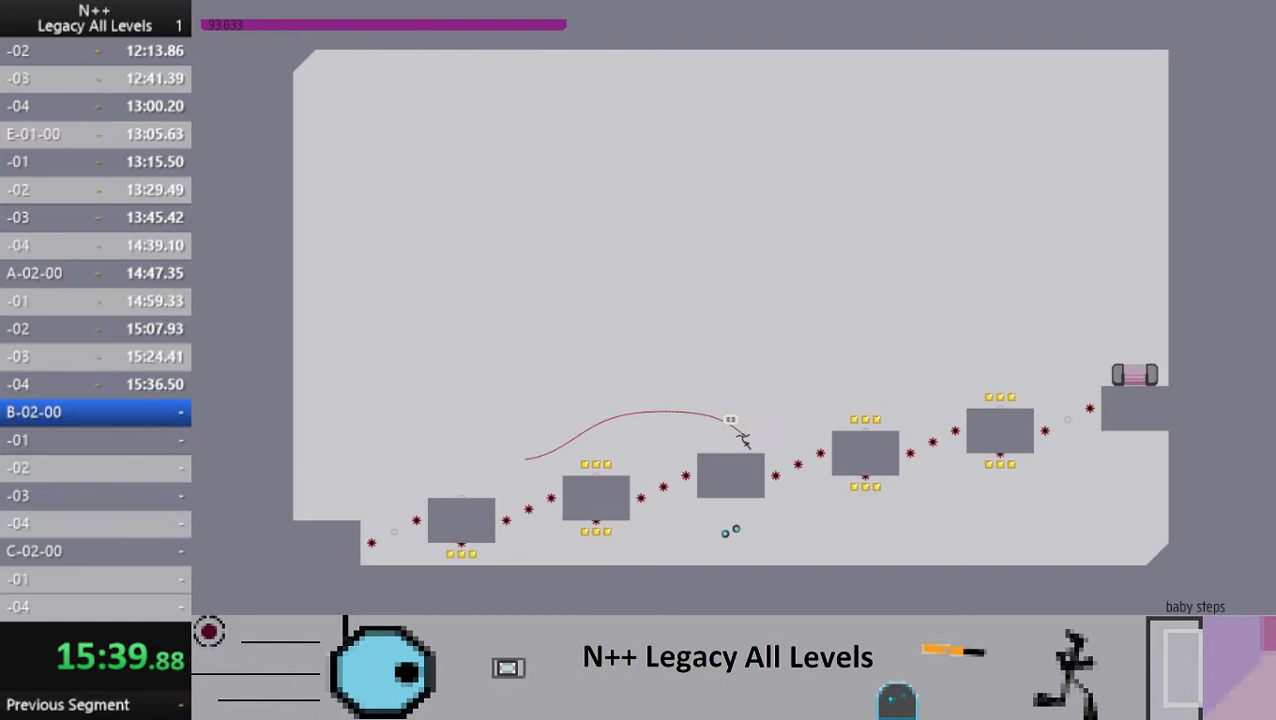 N++
Legacy All Levels 1
-02 - 12:13.86
-03 - 12:41.39
-04 - 13:00.20
E-01-00 - 13:05.63
-01 - 13:15.50
-02 - 13:29.49
-03 - 13:45.42
-04 - 14:39.10
A-02-00 - 14:47.35
-01 - 14:59.33
-02 - 15:07.93
-03 - 15:24.41
-04 - 15:36.50
B-02-00 -
-01 -
-02 -
-03 -
-04 -
C-02-00 -
-01 -
-04 -
15:39.88
Previous Segment -
93.033
baby steps
N++ Legacy All Levels